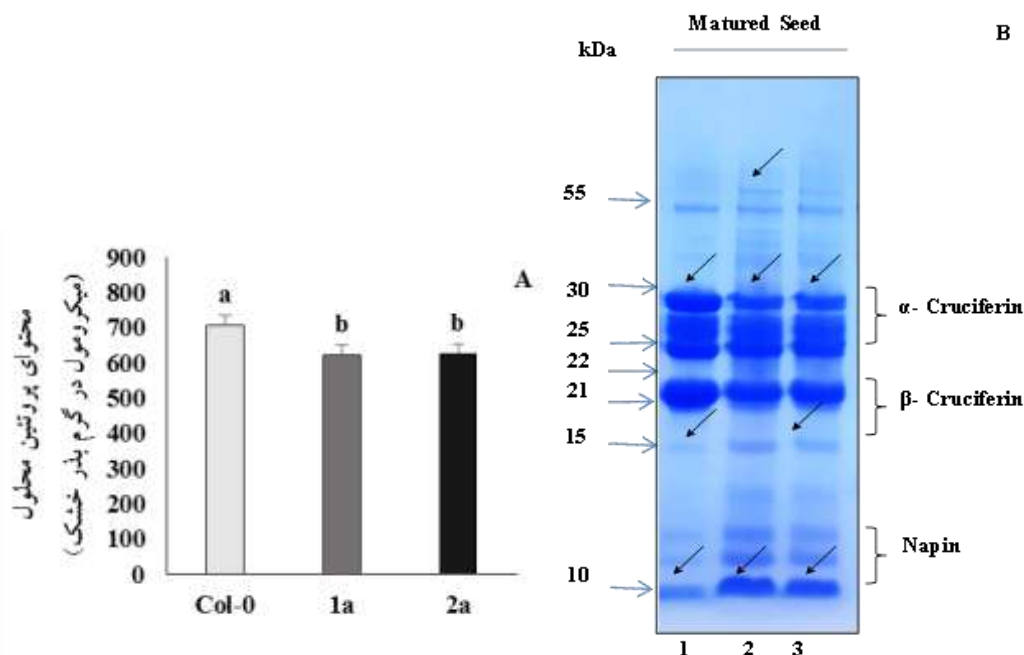 محتوای پروتئین محلول
(میکرومول در گرم بذر خشک)
900
800
700
600
500
400
300
200
100
0
a
b
b
A
Col-0 1a 2a
Matured Seed
B
kDa
55
30
25
22
21
15
10
α- Cruciferin
β- Cruciferin
Napin
1 2 3